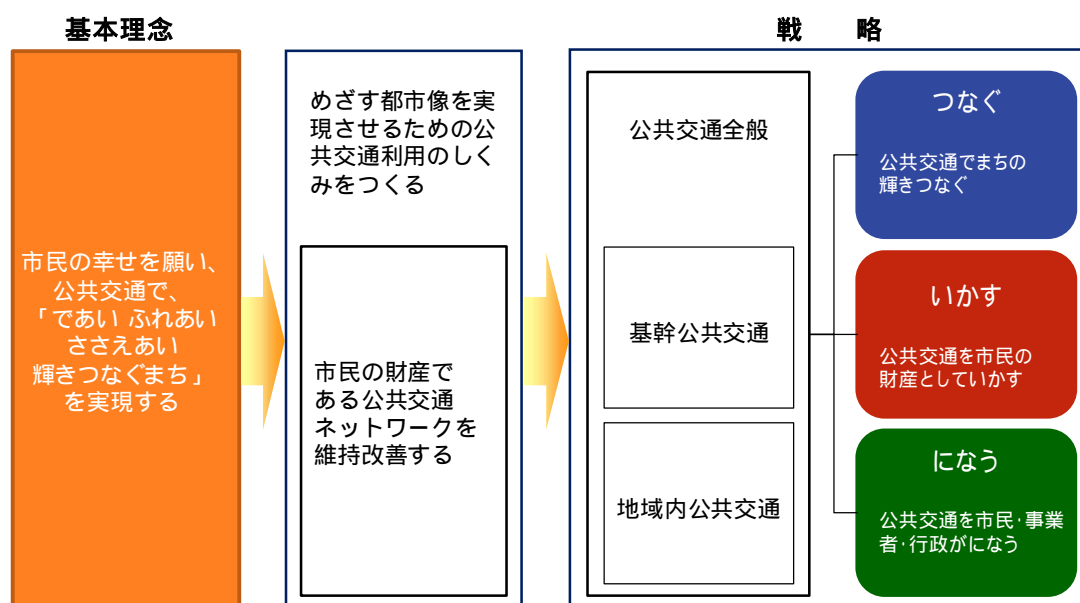 基本理念
市民の幸せを願い、
公共交通で、
「であい ふれあい
ささえあい
輝きつなぐまち」
を実現する
めざす都市像を実
現させるための公
共交通利用のしく
みをつくる
市民の財産で
ある公共交通
ネットワークを
維持改善する
戦　略
公共交通全般
基幹公共交通
地域内公共交通
つなぐ
公共交通でまちの
輝きつなぐ
いかす
公共交通を市民の
財産としていかす
になう
公共交通を市民・事業
者・行政がになう